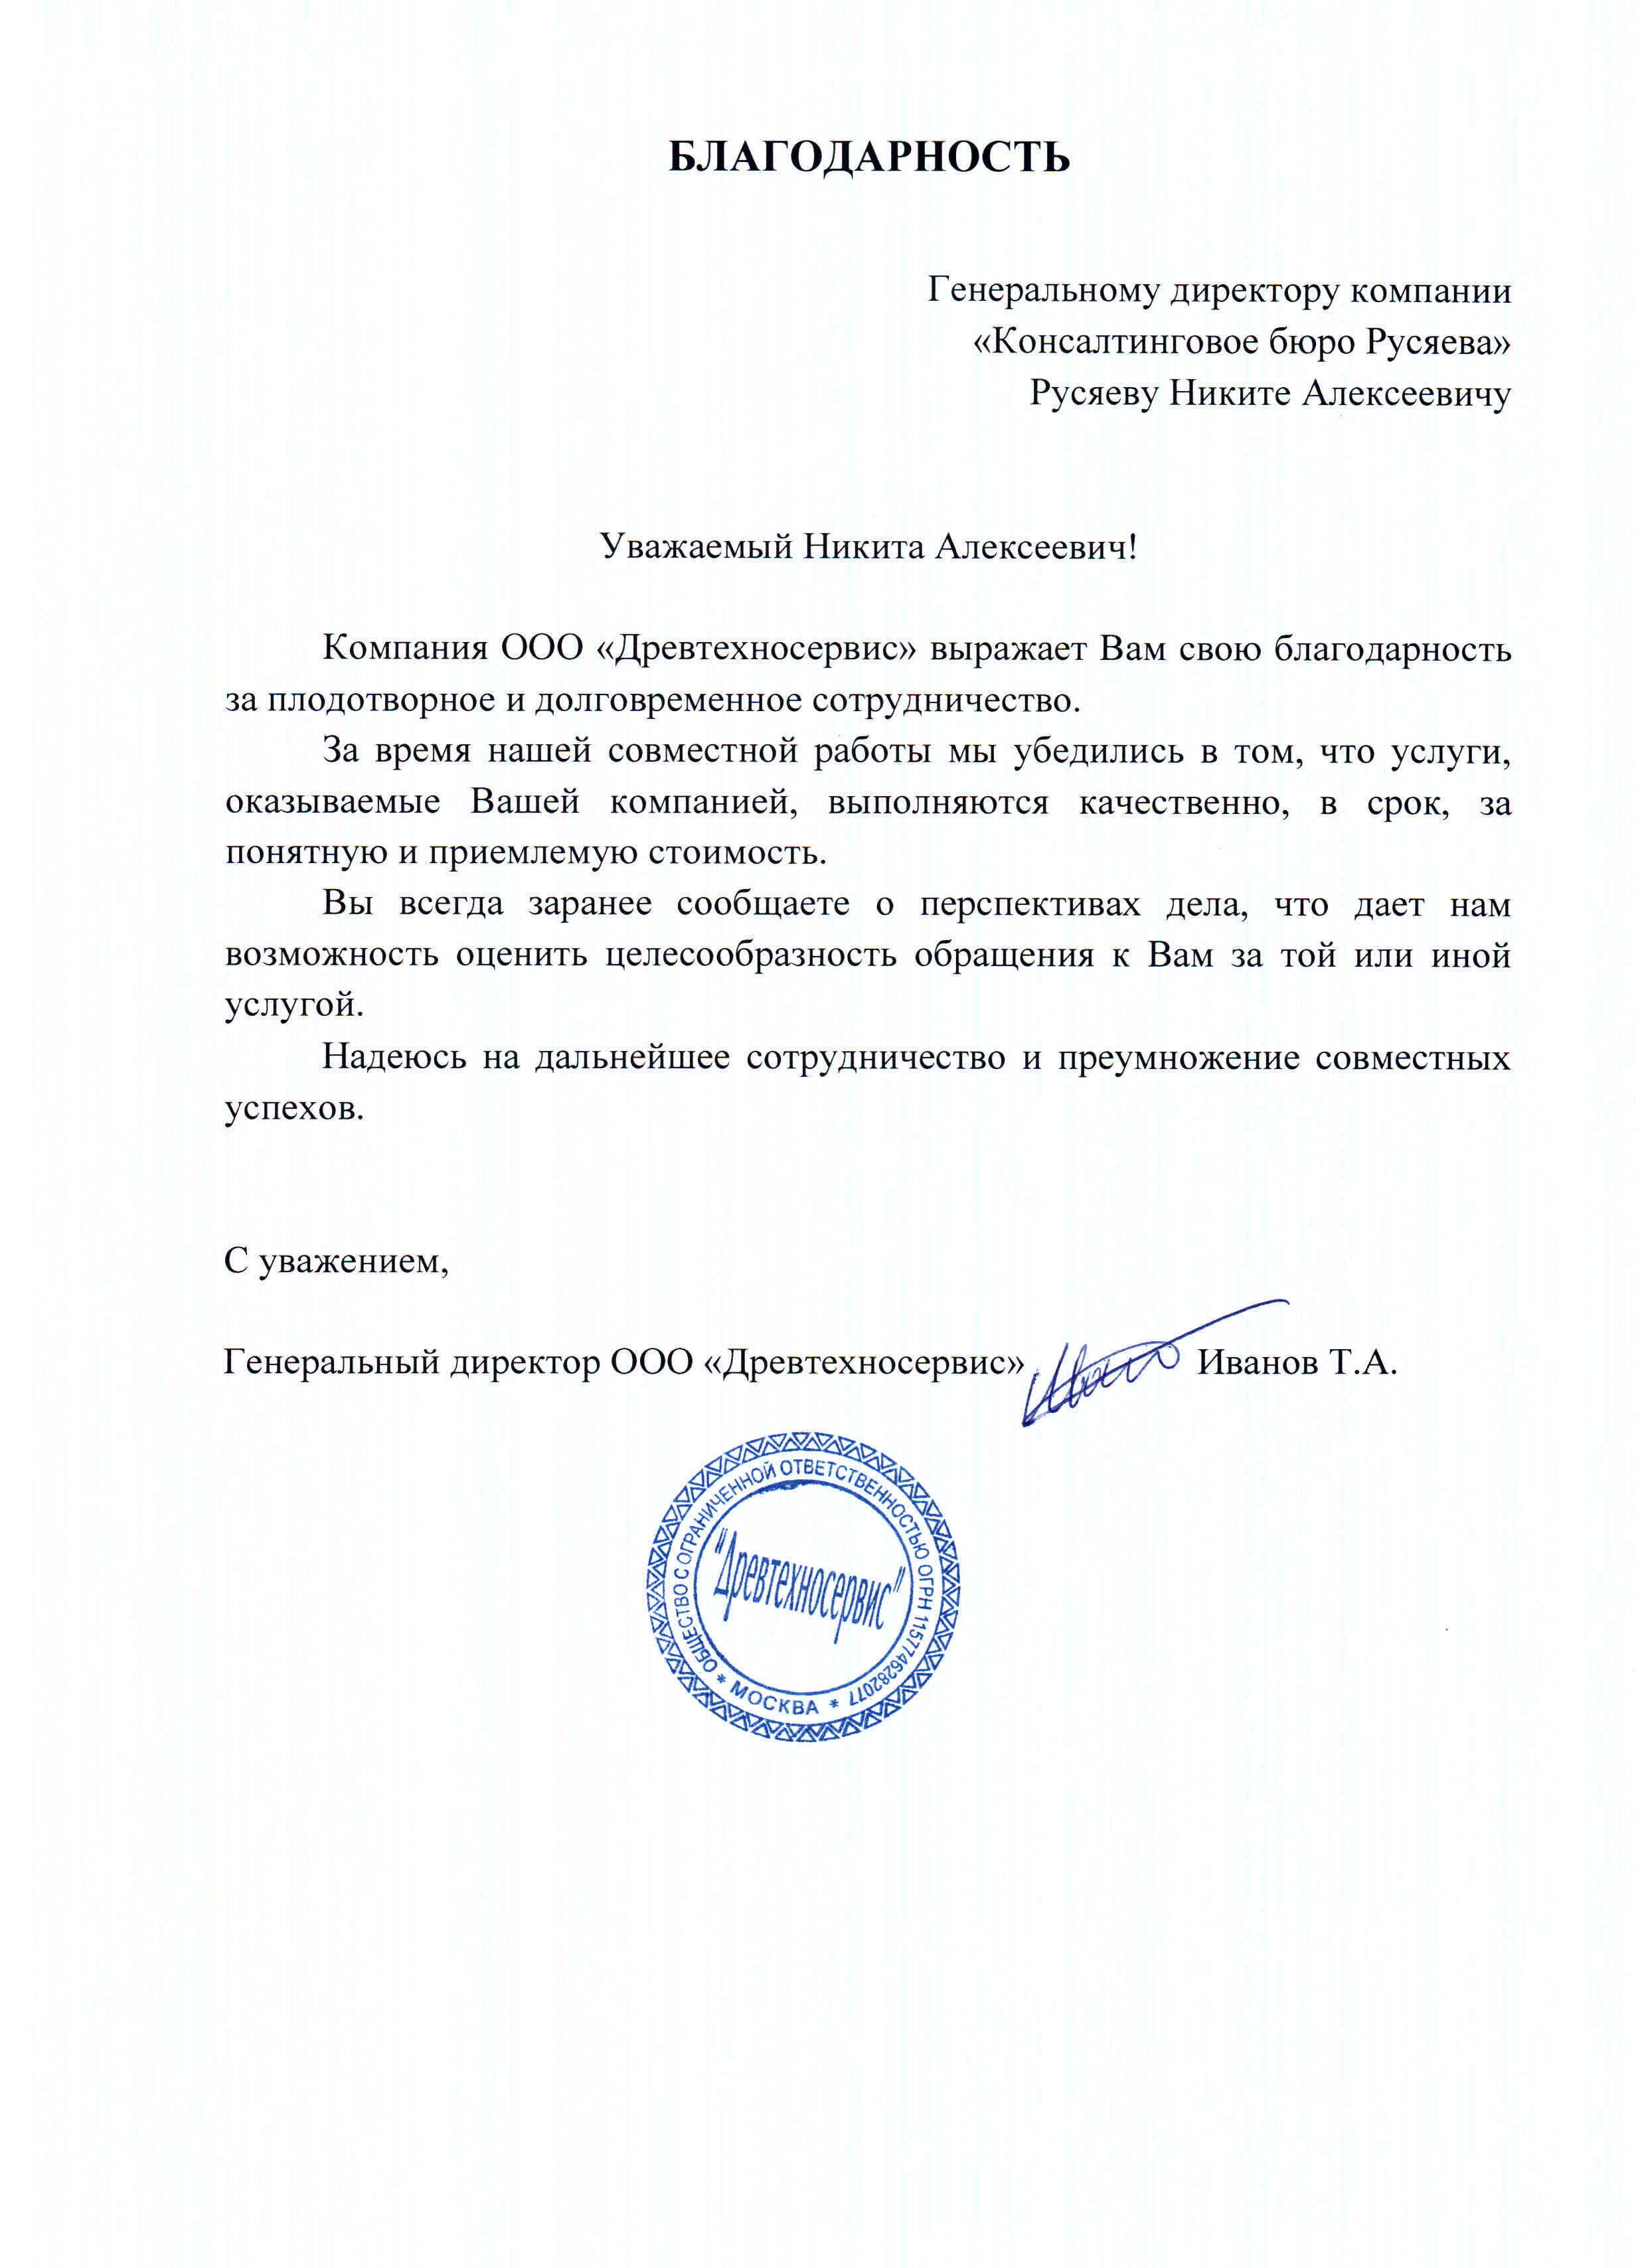 БЛАГОДАРНОСТЬ
Генеральному директору компании
«Консалтинговое бюро Русяева»
Русяеву Никите Алексеевичу
Уважаемый Никита Алексеевич!
Компания ООО «Древтехносервис» выражает Вам свою благодарность
за плодотворное и долговременное сотрудничество.
За время нашей совместной работы мы убедились в том, что услуги,
оказываемые Вашей компанией, выполняются качественно, в срок, за
понятную и приемлемую стоимость.
Вы всегда заранее сообщаете о перспективах дела, что дает нам
возможность оценить целесообразность обращения к Вам за той или иной
услугой.
Надеюсь на дальнейшее сотрудничество и преумножение совместных
успехов.
С уважением,
Генеральный директор ООО «Древтехносервис» Иванов Т.А.
ОБЩЕСТВО С ОГРАНИЧЕННОЙ ОТВЕТСТВЕННОСТЬЮ ОГРН 1157746282077
"Древтехносервис"
* МОСКВА *